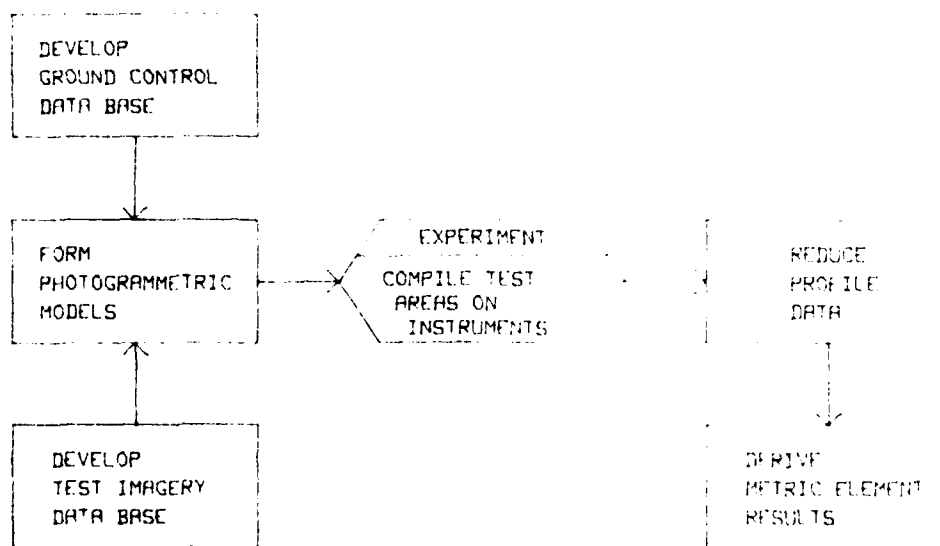 DEVELOP
GROUND CONTROL
DATA BASE
FORM
PHOTOGRAMMETRIC
MODELS
EXPERIMENT
COMPILE TEST
AREAS ON
INSTRUMENTS
REDUCE
PROFILE
DATA
DEVELOP
TEST IMAGERY
DATA BASE
DERIVE
METRIC ELEMENT
RESULTS